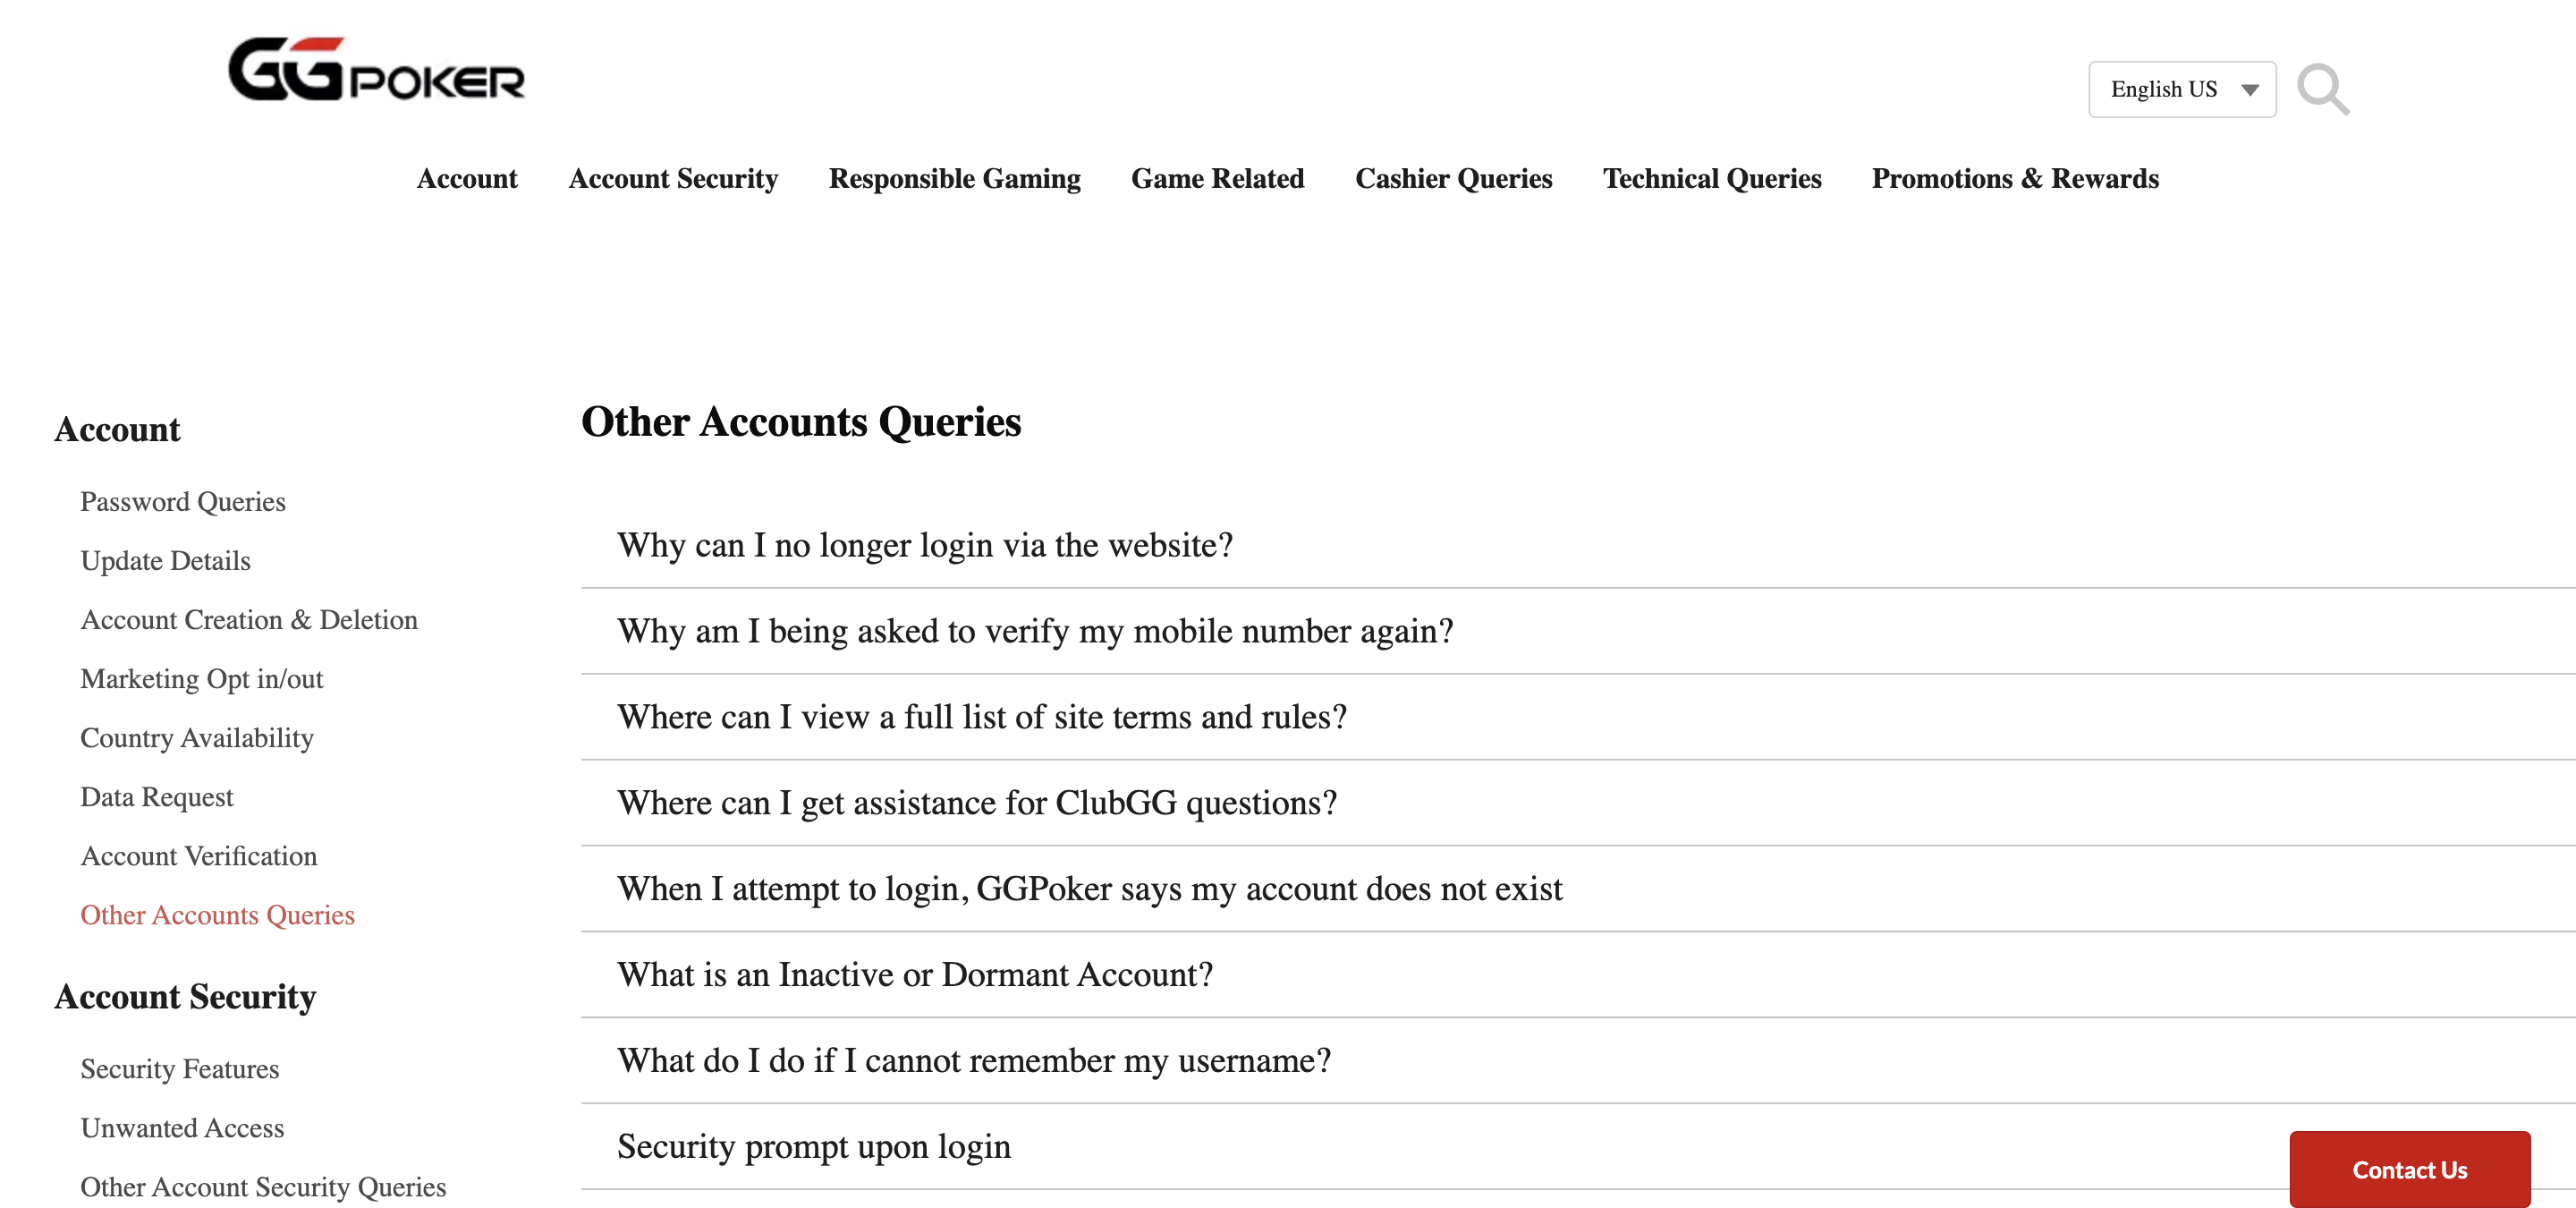 GGPOKER
English US
Account Account Security Responsible Gaming Game Related Cashier Queries Technical Queries Promotions & Rewards
Account
Password Queries
Update Details
Account Creation & Deletion
Marketing Opt in/out
Country Availability
Data Request
Account Verification
Other Accounts Queries
Account Security
Security Features
Unwanted Access
Other Account Security Queries
Other Accounts Queries
Why can I no longer login via the website?
Why am I being asked to verify my mobile number again?
Where can I view a full list of site terms and rules?
Where can I get assistance for ClubGG questions?
When I attempt to login, GGPoker says my account does not exist
What is an Inactive or Dormant Account?
What do I do if I cannot remember my username?
Security prompt upon login
Contact Us